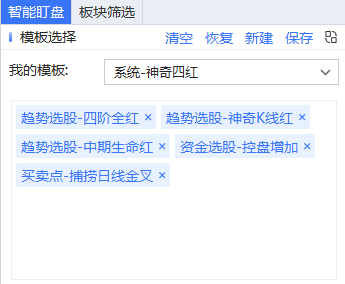 智能盯盘 板块筛选
模板选择 清空 恢复 新建 保存
我的模板: 系统-神奇四红
趋势选股-四阶全红 × 趋势选股-神奇K线红 ×
趋势选股-中期生命红 × 资金选股-控盘增加 ×
买卖点-捕捞日线金叉 ×